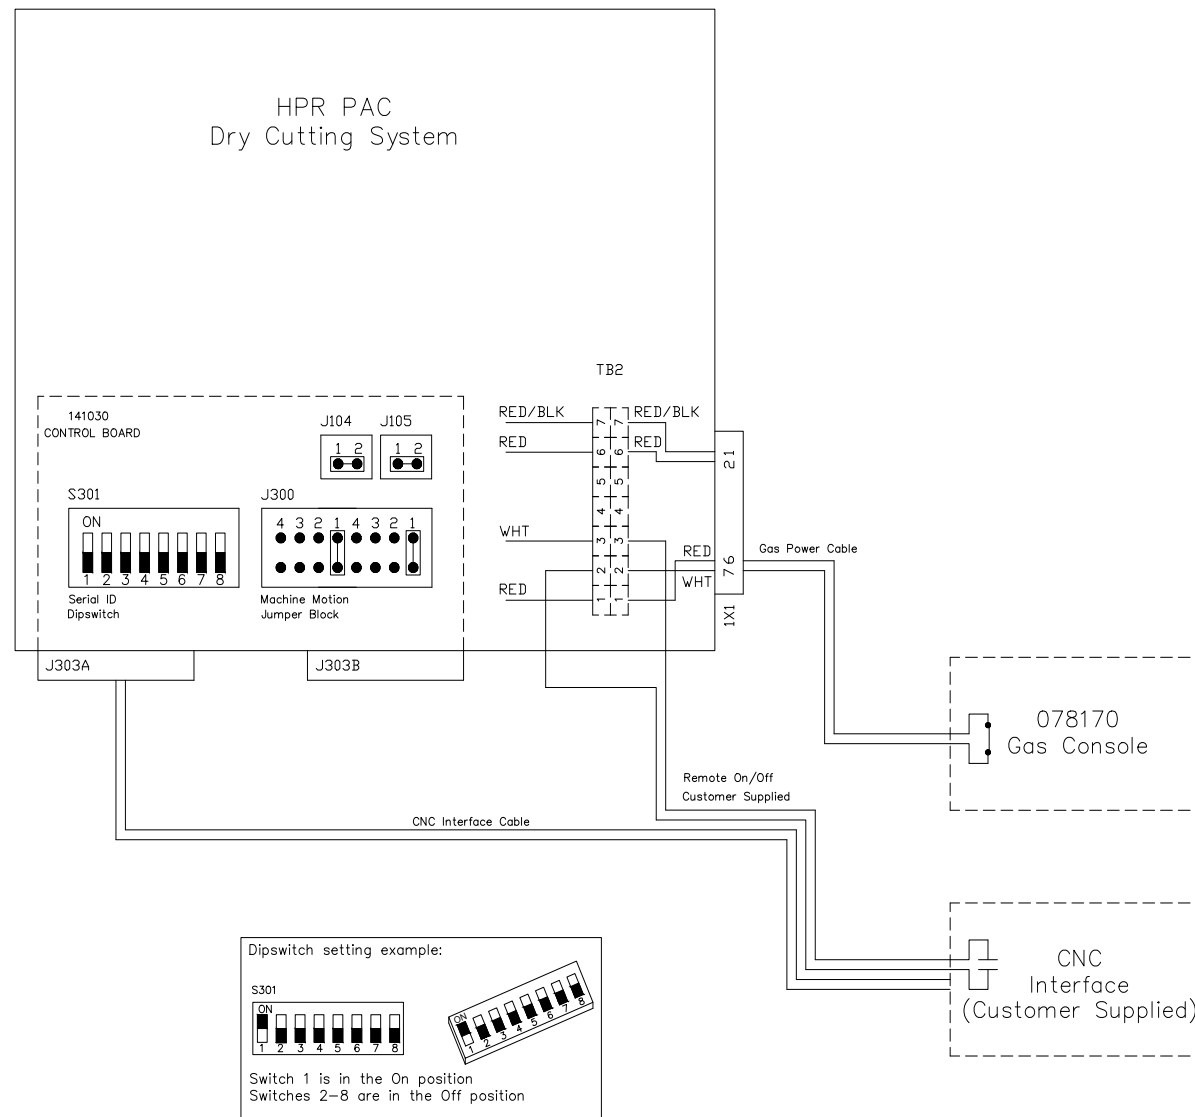 HPR PAC
Dry Cutting System
TB2
141030
CONTROL BOARD
J104
J105
1 2
1 2
S301
ON
1 2 3 4 5 6 7 8
Serial ID
Dipswitch
J300
4 3 2 1 4 3 2 1
Machine Motion
Jumper Block
RED/BLK
7 7
RED/BLK
RED
6 6
RED
5 5
4 4
WHT
3 3
2 2
RED
1 1
RED
WHT
2 1
7 6
1X1
Gas Power Cable
J303A
J303B
078170
Gas Console
Remote On/Off
Customer Supplied
CNC Interface Cable
CNC
Interface
(Customer Supplied)
Dipswitch setting example:
S301
ON
1 2 3 4 5 6 7 8
ON
1 2 3 4 5 6 7 8
Switch 1 is in the On position
Switches 2-8 are in the Off position